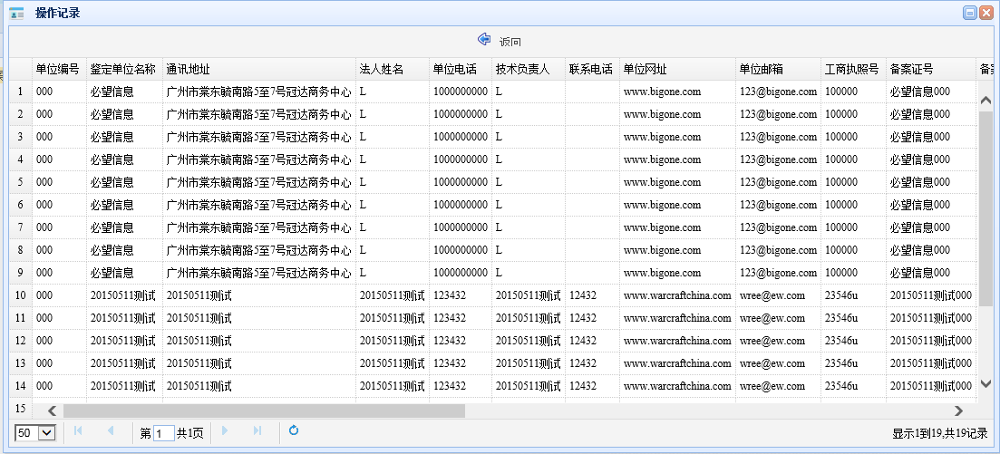 操作记录
返回
单位编号 鉴定单位名称 通讯地址 法人姓名 单位电话 技术负责人 联系电话 单位网址 单位邮箱 工商执照号 备案证号
1 000 必望信息 广州市棠东毓南路5至7号冠达商务中心 L 1000000000 L www.bigone.com 123@bigone.com 100000 必望信息000
2 000 必望信息 广州市棠东毓南路5至7号冠达商务中心 L 1000000000 L www.bigone.com 123@bigone.com 100000 必望信息000
3 000 必望信息 广州市棠东毓南路5至7号冠达商务中心 L 1000000000 L www.bigone.com 123@bigone.com 100000 必望信息000
4 000 必望信息 广州市棠东毓南路5至7号冠达商务中心 L 1000000000 L www.bigone.com 123@bigone.com 100000 必望信息000
5 000 必望信息 广州市棠东毓南路5至7号冠达商务中心 L 1000000000 L www.bigone.com 123@bigone.com 100000 必望信息000
6 000 必望信息 广州市棠东毓南路5至7号冠达商务中心 L 1000000000 L www.bigone.com 123@bigone.com 100000 必望信息000
7 000 必望信息 广州市棠东毓南路5至7号冠达商务中心 L 1000000000 L www.bigone.com 123@bigone.com 100000 必望信息000
8 000 必望信息 广州市棠东毓南路5至7号冠达商务中心 L 1000000000 L www.bigone.com 123@bigone.com 100000 必望信息000
9 000 必望信息 广州市棠东毓南路5至7号冠达商务中心 L 1000000000 L www.bigone.com 123@bigone.com 100000 必望信息000
10 000 20150511测试 20150511测试 20150511测试 123432 20150511测试 12432 www.warcraftchina.com wree@ew.com 23546u 20150511测试000
11 000 20150511测试 20150511测试 20150511测试 123432 20150511测试 12432 www.warcraftchina.com wree@ew.com 23546u 20150511测试000
12 000 20150511测试 20150511测试 20150511测试 123432 20150511测试 12432 www.warcraftchina.com wree@ew.com 23546u 20150511测试000
13 000 20150511测试 20150511测试 20150511测试 123432 20150511测试 12432 www.warcraftchina.com wree@ew.com 23546u 20150511测试000
14 000 20150511测试 20150511测试 20150511测试 123432 20150511测试 12432 www.warcraftchina.com wree@ew.com 23546u 20150511测试000
15
50 第 1 共1页 显示1到19,共19记录